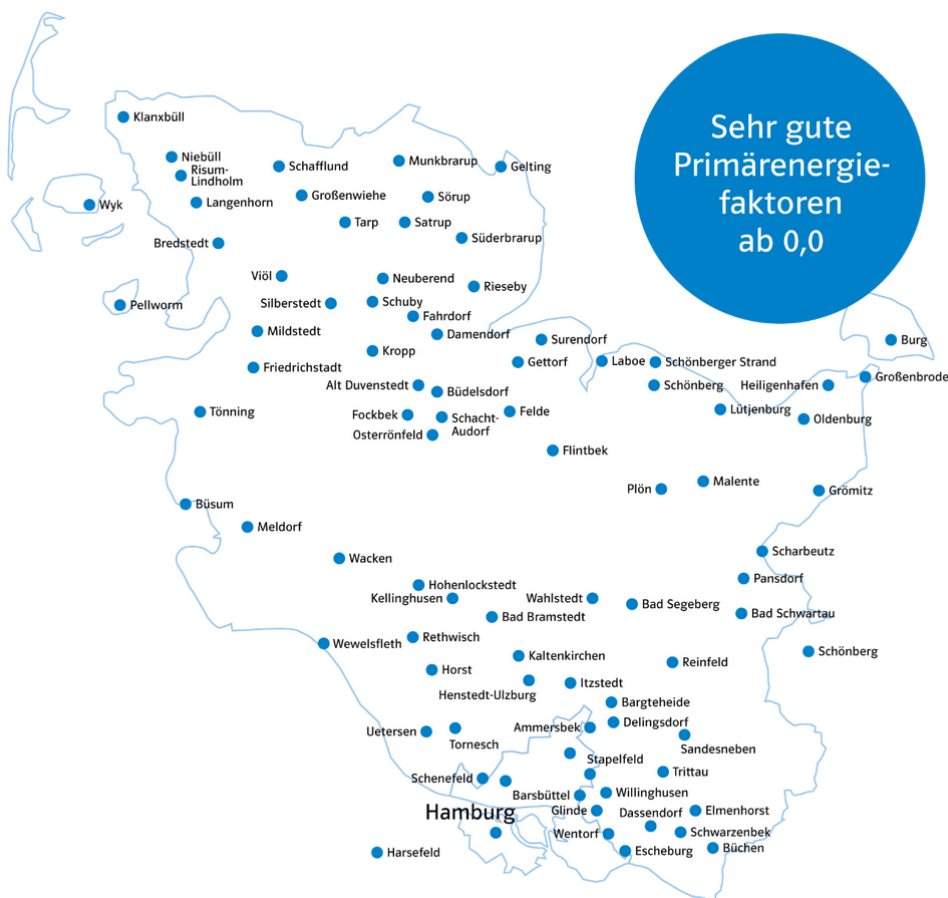 Sehr gute
Primärenergie-
faktoren
ab 0,0
Klanxbüll
Niebüll
Risum-
Lindholm
Schafflund
Munkbrarup
Gelting
Wyk
Langenhorn
Großenwiehe
Sörup
Tarp
Satrup
Süderbrarup
Bredstedt
Viöl
Neuberend
Rieseby
Pellworm
Silberstedt
Schuby
Fahrdorf
Mildstedt
Damendorf
Surendorf
Burg
Kropp
Gettorf
Laboe
Schönberger Strand
Friedrichstadt
Großenbrode
Alt Duvenstedt
Büdelsdorf
Schönberg
Heiligenhafen
Tönning
Fockbek
Schacht-
Audorf
Felde
Lütjenburg
Oldenburg
Osterrönfeld
Flintbek
Plön
Malente
Grömitz
Büsum
Meldorf
Wacken
Scharbeutz
Hohenlockstedt
Pansdorf
Kellinghusen
Wahlstedt
Bad Segeberg
Bad Bramstedt
Bad Schwartau
Wewelsfleth
Rethwisch
Schönberg
Horst
Kaltenkirchen
Reinfeld
Henstedt-Ulzburg
Itzstedt
Bargteheide
Uetersen
Tornesch
Ammersbek
Delingsdorf
Sandesneben
Stapelfeld
Schenefeld
Trittau
Barsbüttel
Willinghusen
Hamburg
Glinde
Dassendorf
Elmenhorst
Wentorf
Schwarzenbek
Harsefeld
Escheburg
Büchen